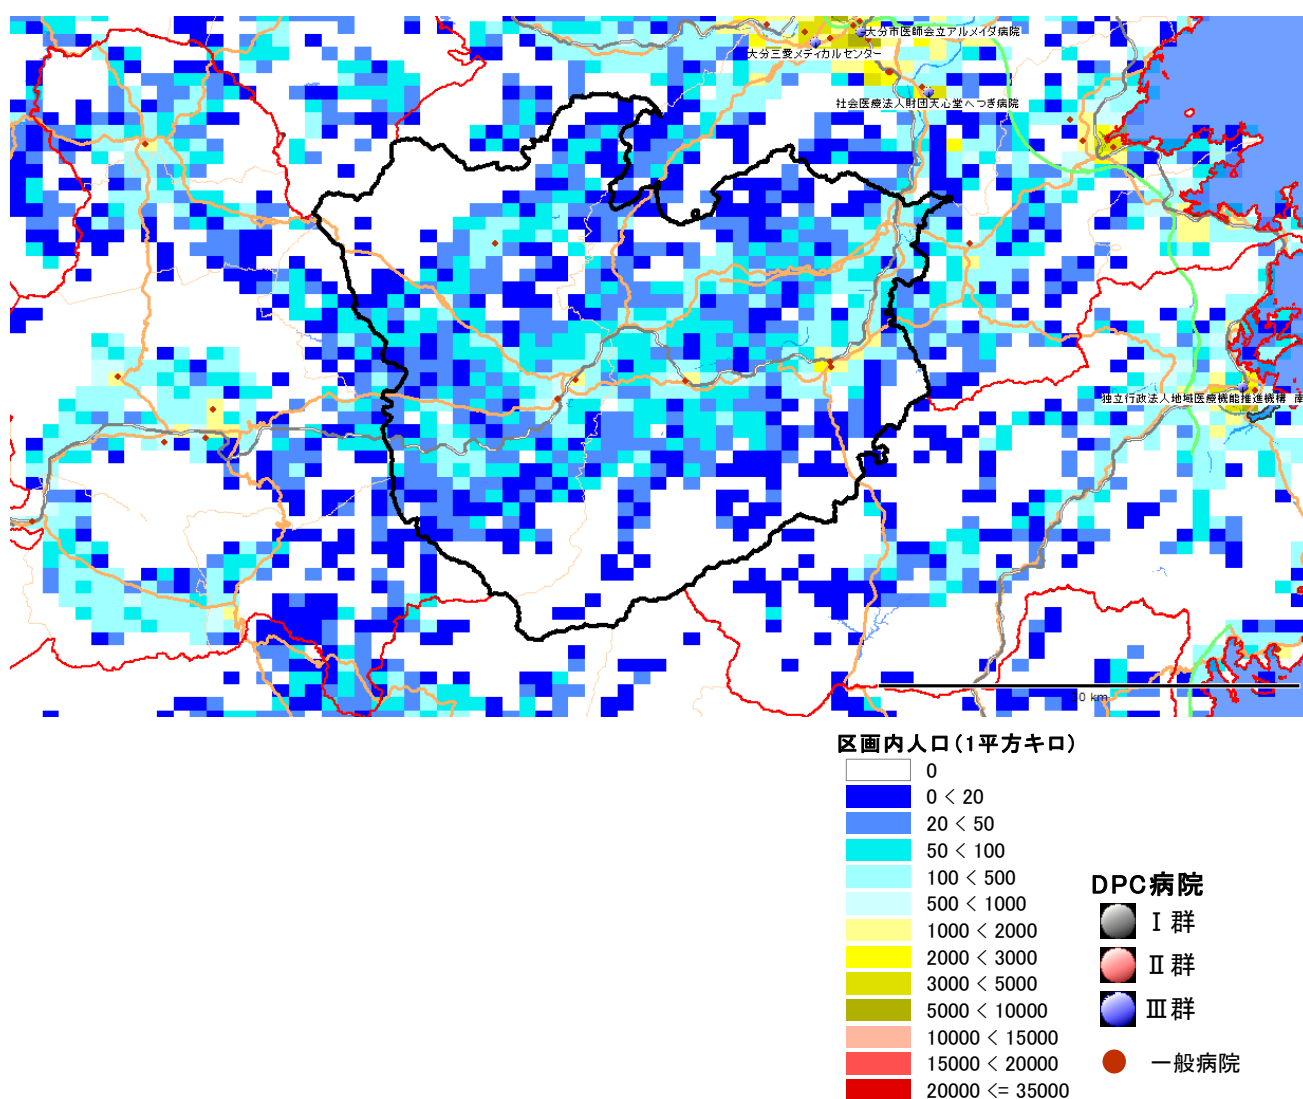 大分市医師会立アルメイダ病院
大分三愛メディカルセンター
社会医療法人財団天心堂へつぎ病院
独立行政法人地域医療機能推進機構 南
30 km
区画内人口(1平方キロ)
0
0 < 20
20 < 50
50 < 100
100 < 500
500 < 1000
1000 < 2000
2000 < 3000
3000 < 5000
5000 < 10000
10000 < 15000
15000 < 20000
20000 <= 35000
DPC病院
Ⅰ群
Ⅱ群
Ⅲ群
一般病院